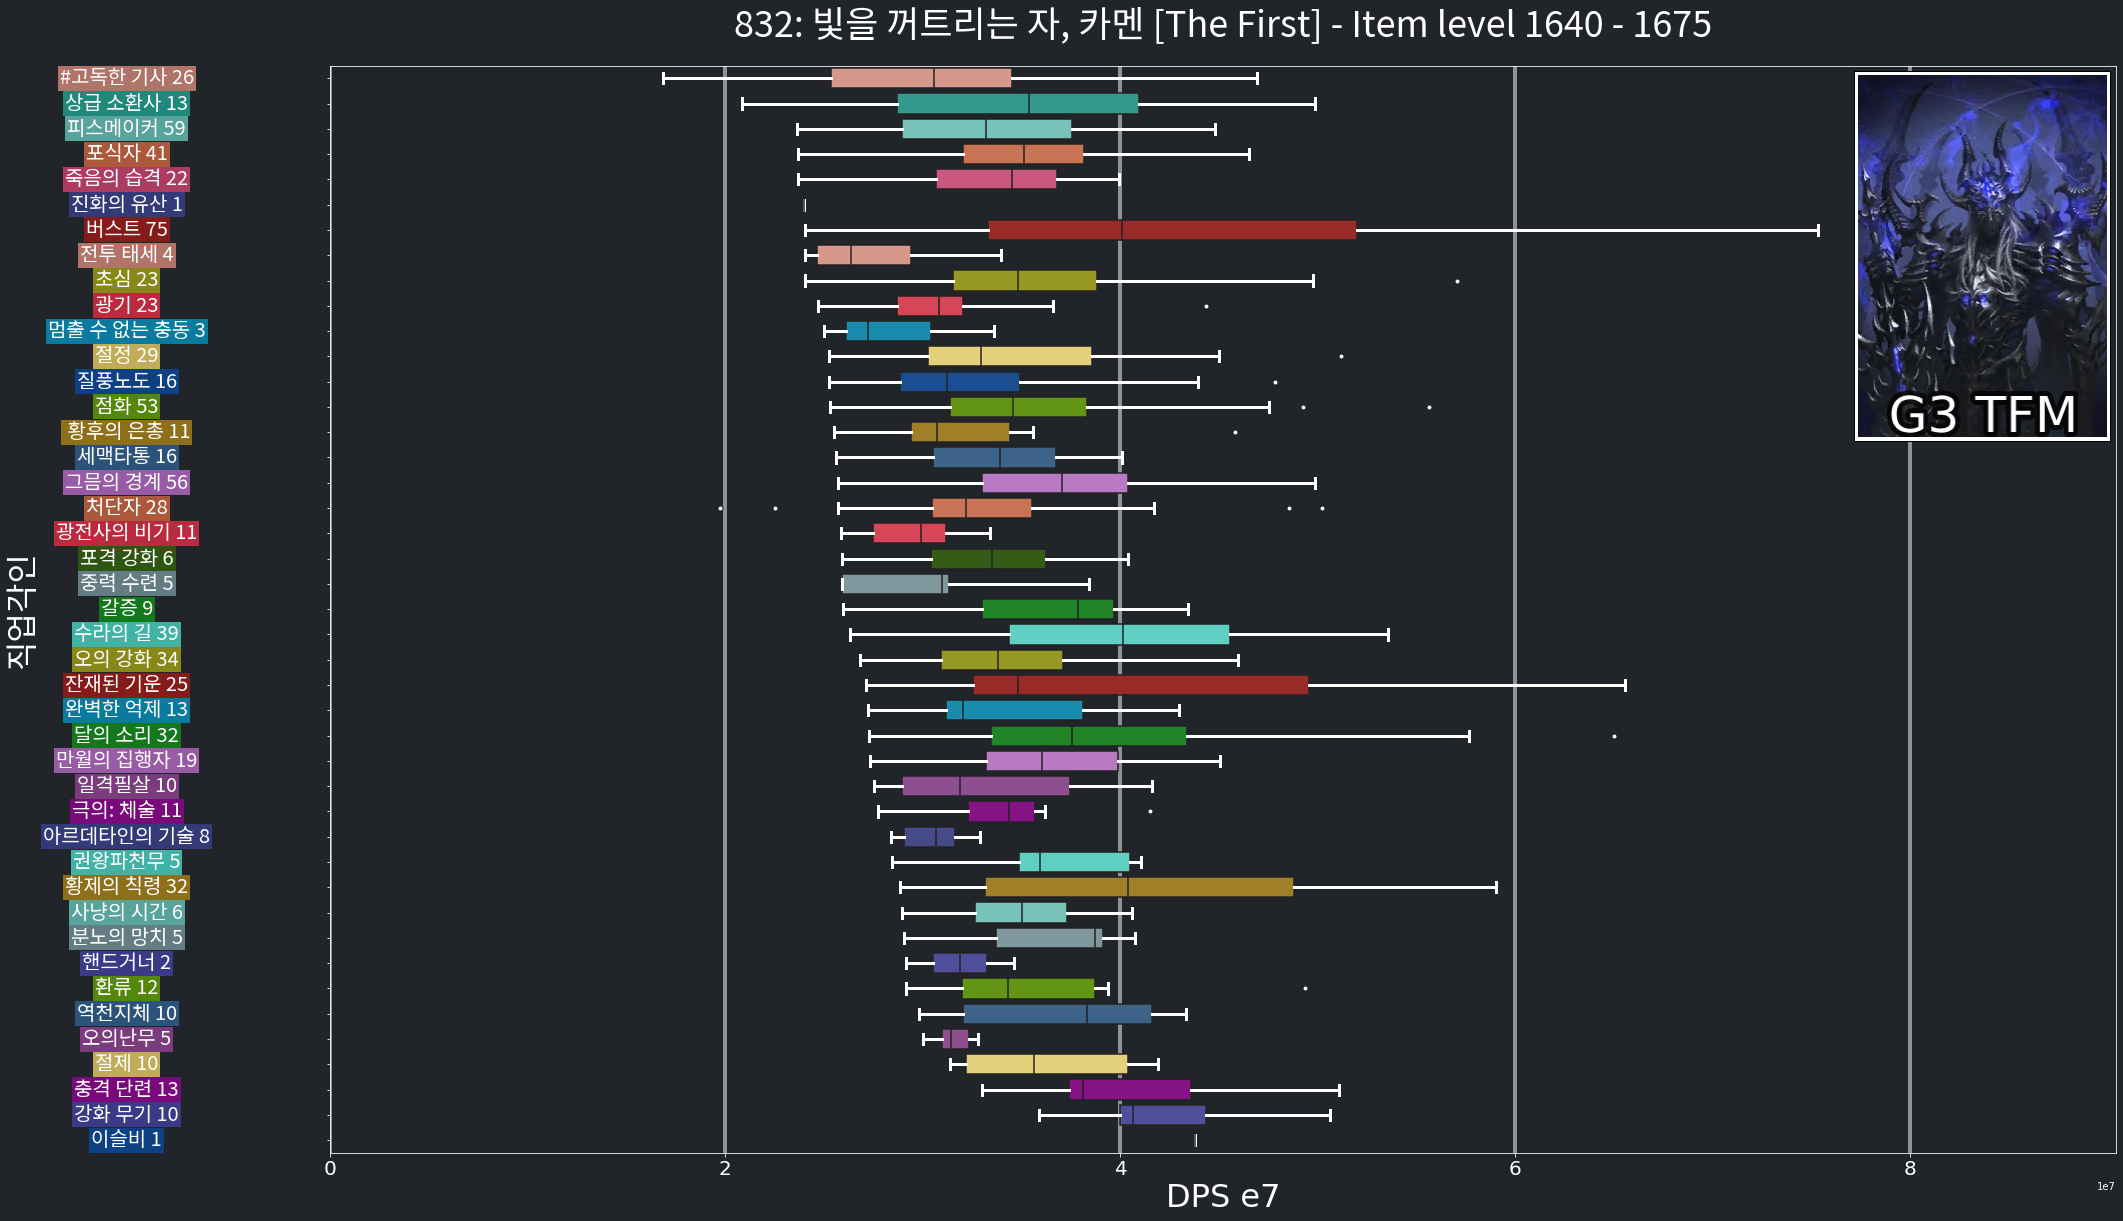 832: 빛을 꺼트리는 자, 카멘 [The First] - Item level 1640 - 1675
#고독한 기사 26
상급 소환사 13
피스메이커 59
포식자 41
죽음의 습격 22
진화의 유산 1
버스트 75
전투 태세 4
초심 23
광기 23
멈출 수 없는 충동 3
절정 29
질풍노도 16
점화 53
황후의 은총 11
세맥타통 16
그믐의 경계 56
처단자 28
광전사의 비기 11
포격 강화 6
중력 수련 5
갈증 9
수라의 길 39
오의 강화 34
잔재된 기운 25
완벽한 억제 13
달의 소리 32
만월의 집행자 19
일격필살 10
극의: 체술 11
아르데타인의 기술 8
권왕파천무 5
황제의 칙령 32
사냥의 시간 6
분노의 망치 5
핸드거너 2
환류 12
역천지체 10
오의난무 5
절제 10
충격 단련 13
강화 무기 10
이슬비 1
직업각인
G3 TFM
0 2 4 6 8
DPS e7
1e7